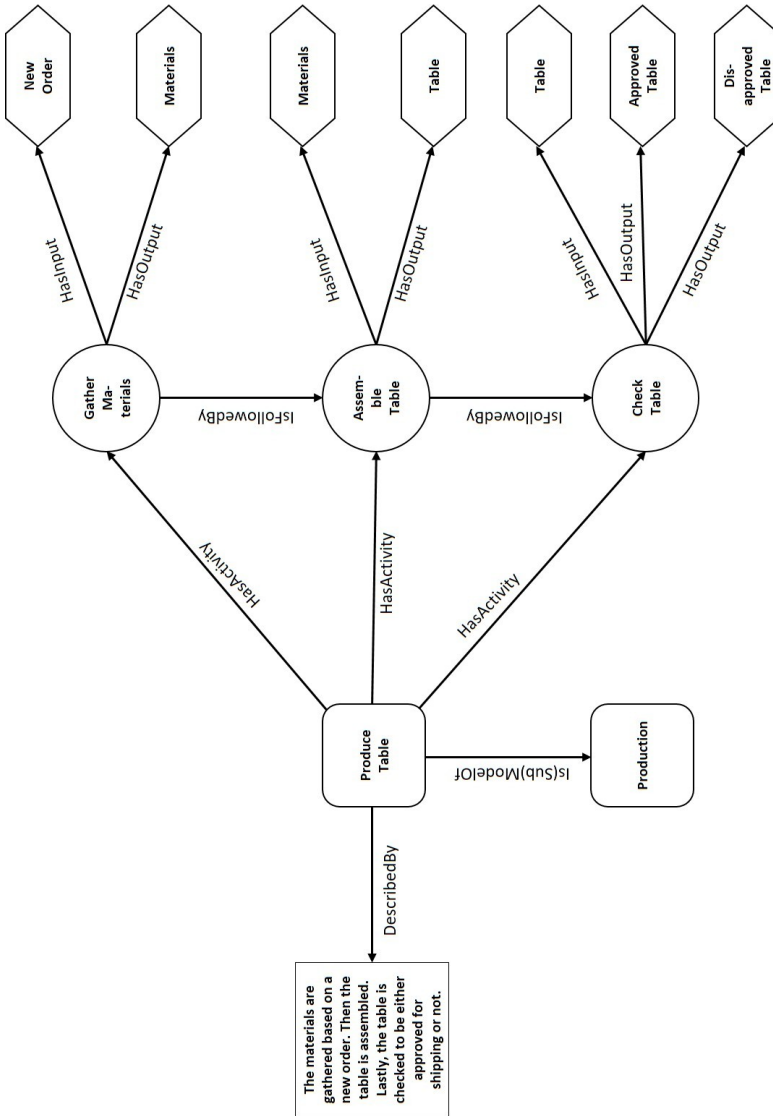 The materials are
gathered based on a
new order. Then the
table is assembled.
Lastly, the table is
checked to be either
approved for
shipping or not.
DescribedBy
Produce
Table
Is(Sub)ModelOf
Production
HasActivity
HasActivity
HasActivity
Gather
Ma-
terials
IsFollowedBy
Assem-
ble
Table
IsFollowedBy
Check
Table
HasInput
HasOutput
HasInput
HasOutput
HasInput
HasOutput
HasOutput
New
Order
Materials
Materials
Table
Table
Approved
Table
Dis-
approved
Table